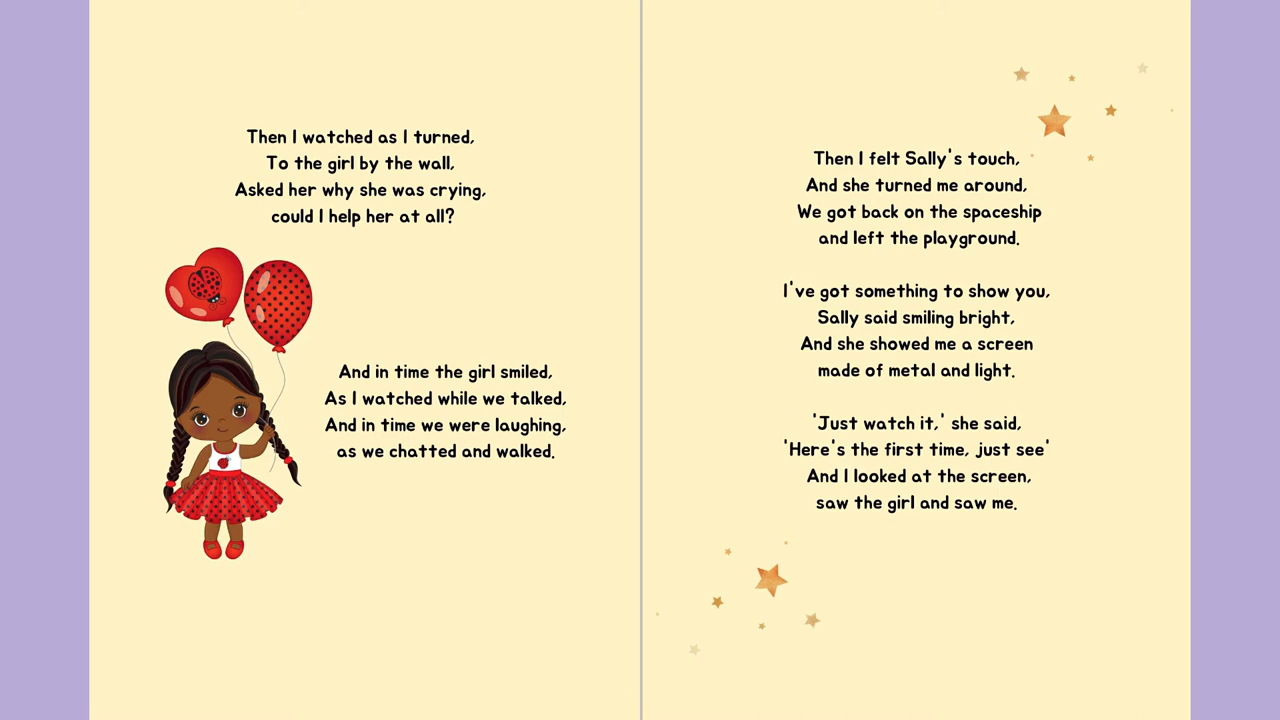 Then I watched as I turned,
To the girl by the wall,
Asked her why she was crying,
could I help her at all?
And in time the girl smiled,
As I watched while we talked,
And in time we were laughing,
as we chatted and walked.
Then I felt Sally's touch,
And she turned me around,
We got back on the spaceship
and left the playground.
I've got something to show you,
Sally said smiling bright,
And she showed me a screen
made of metal and light.
'Just watch it,' she said,
'Here's the first time, just see'
And I looked at the screen,
saw the girl and saw me.